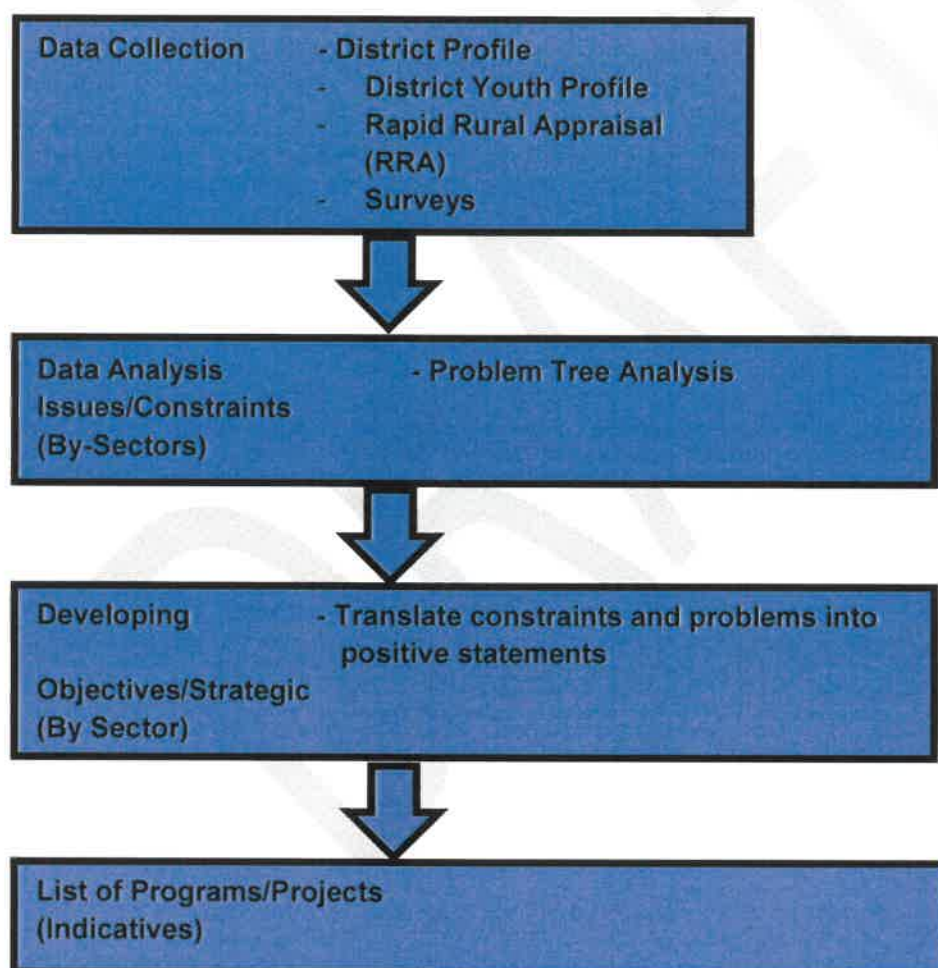 Data Collection - District Profile
- District Youth Profile
- Rapid Rural Appraisal
(RRA)
- Surveys
Data Analysis - Problem Tree Analysis
Issues/Constraints
(By-Sectors)
Developing - Translate constraints and problems into
positive statements
Objectives/Strategic
(By Sector)
List of Programs/Projects
(Indicatives)